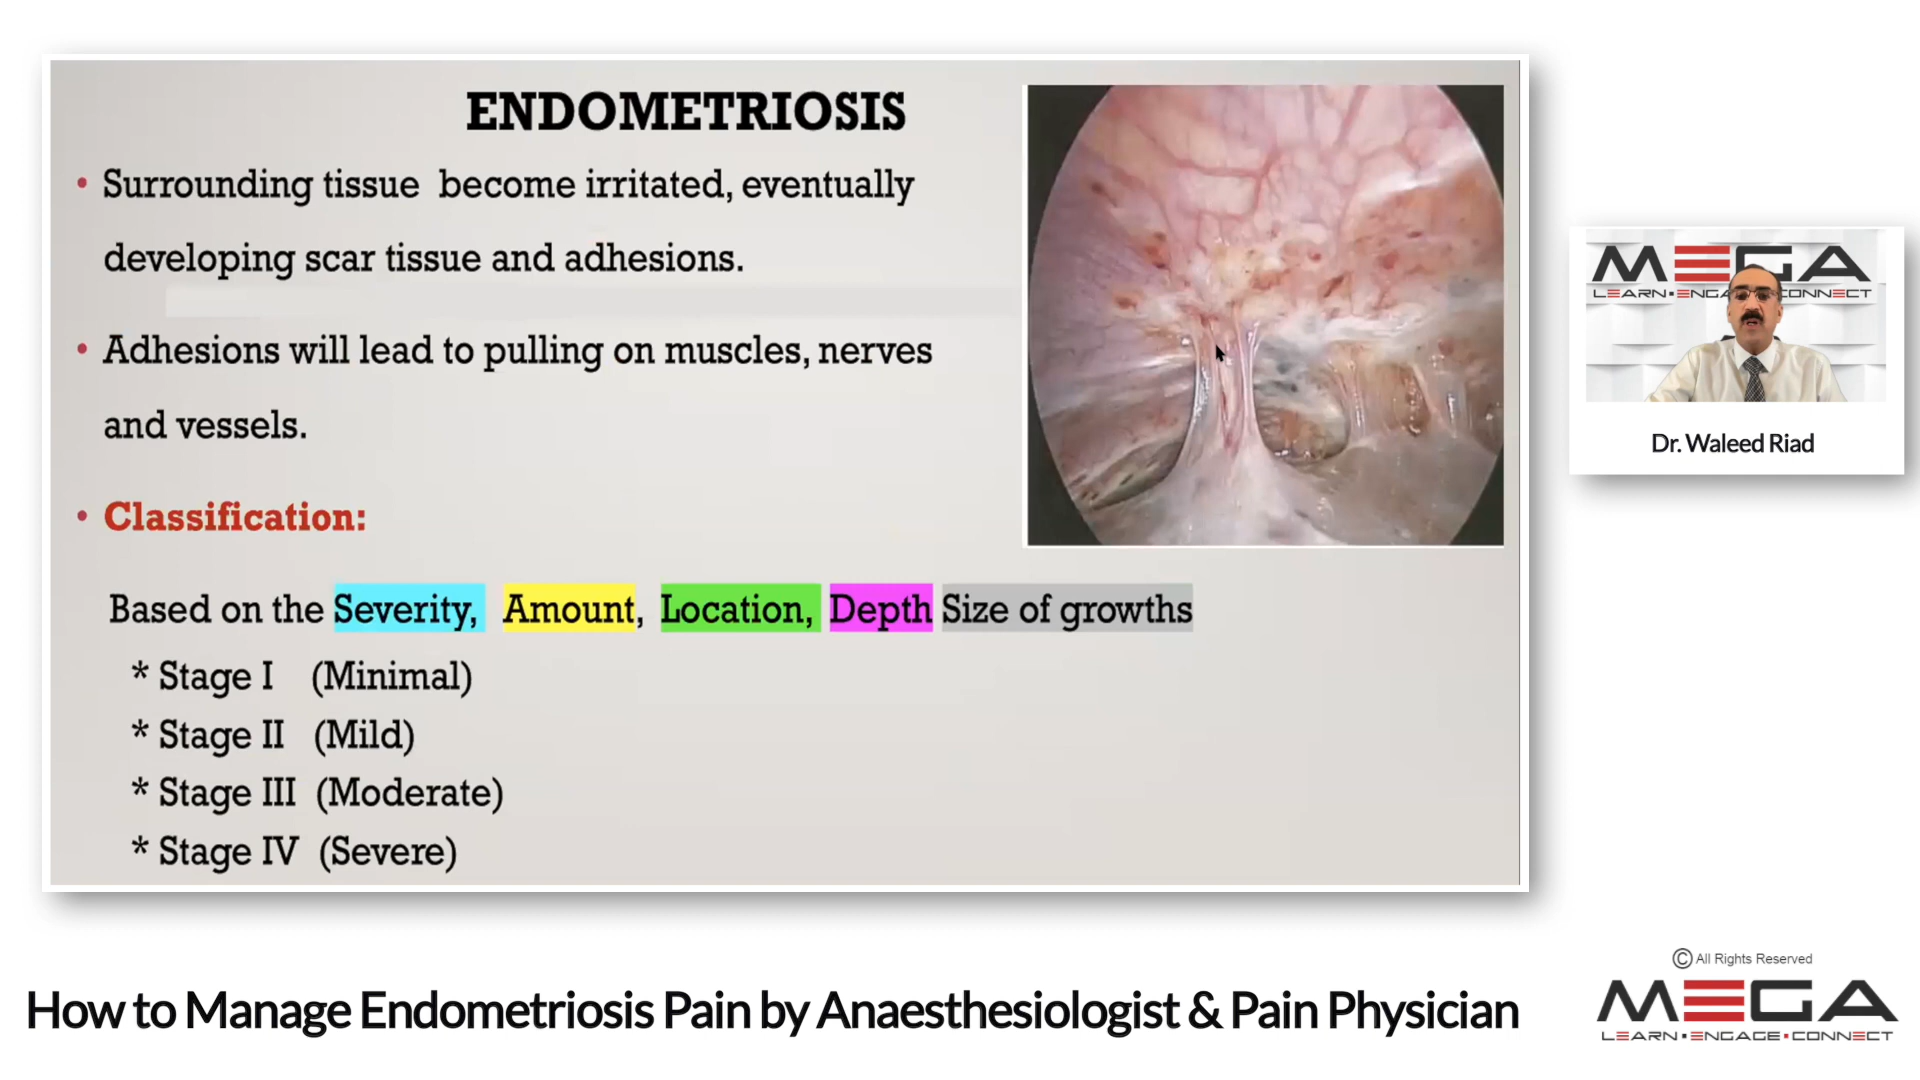 ENDOMETRIOSIS
• Surrounding tissue become irritated, eventually
developing scar tissue and adhesions.
• Adhesions will lead to pulling on muscles, nerves
and vessels.
• Classification:
Based on the Severity, Amount, Location, Depth Size of growths
* Stage I (Minimal)
* Stage II (Mild)
* Stage III (Moderate)
* Stage IV (Severe)
MEGA
LEARN ENGA CONNECT
Dr. Waleed Riad
How to Manage Endometriosis Pain by Anaesthesiologist & Pain Physician
© All Rights Reserved
MEGA
LEARN • ENGAGE • CONNECT